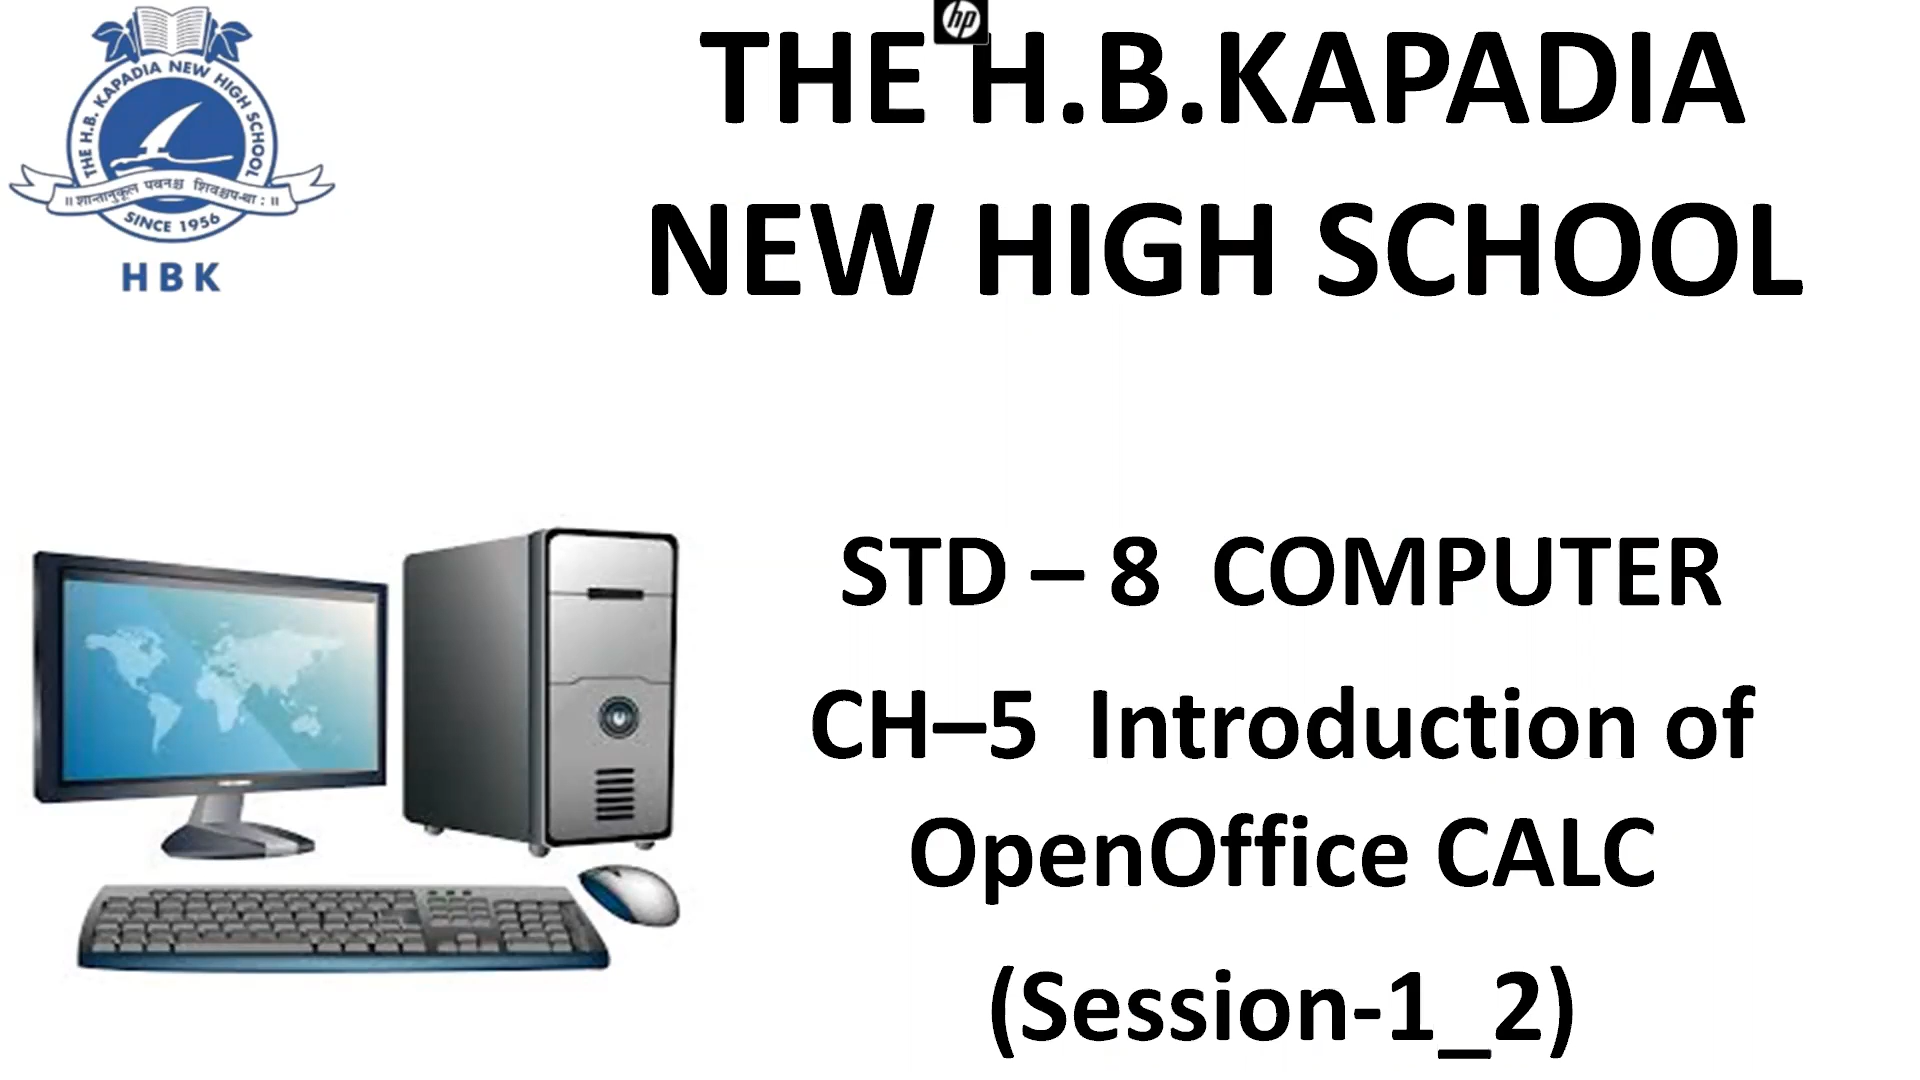 THE H.B. KAPADIA NEW HIGH SCHOOL
SINCE 1956
HBK
hp
THE H.B.KAPADIA
NEW HIGH SCHOOL
STD – 8 COMPUTER
CH–5 Introduction of
OpenOffice CALC
(Session-1_2)